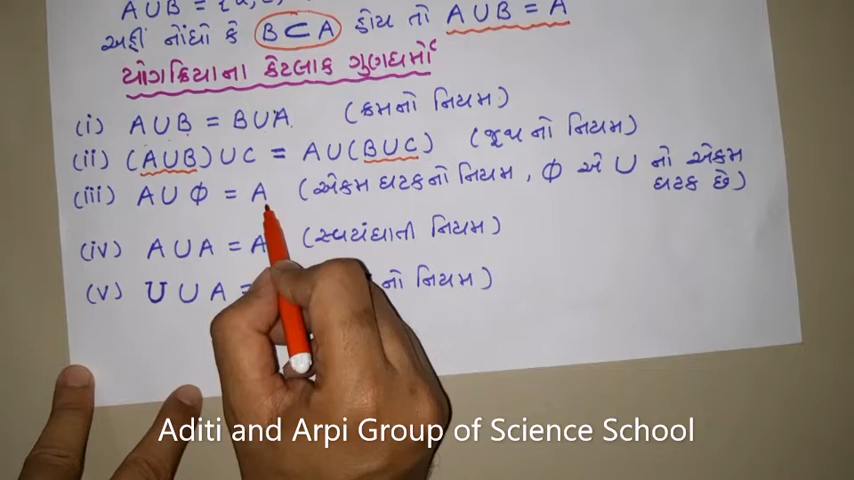 A∪B =
અહીં નોંધો કે B⊂A હોય તો A∪B = A
યોગક્રિયાના કેટલાક ગુણધર્મો
(i) A∪B = B∪A (ક્રમનો નિયમ)
(ii) (A∪B)∪C = A∪(B∪C) (જૂથનો નિયમ)
(iii) A∪Φ = A (એકમ ઘટકનો નિયમ, Φ એ ∪ નો એકમ
ઘટક છે)
(iv) A∪A = A (સ્વયંઘાતી નિયમ)
(v) U∪A = નો નિયમ)
Aditi and Arpi Group of Science School